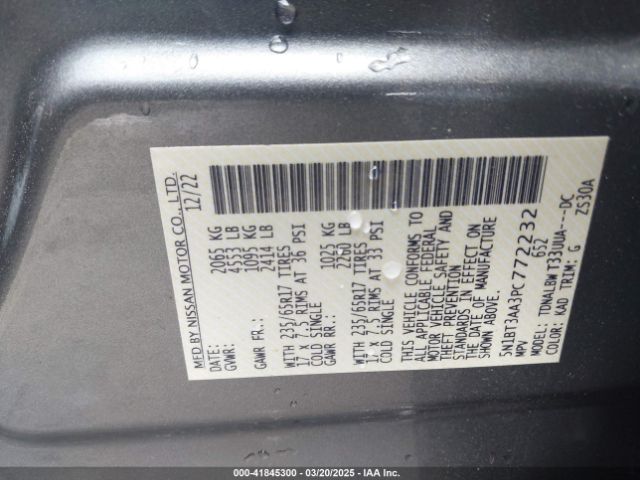 MFD BY NISSAN MOTOR CO., LTD.
12/22
GVWR: 2065 KG
4553 LB
GAWR FR.: 1095 KG
2414 LB
WITH 235/65R17 TIRES
17 X 7.5 RIMS AT 36 PSI
COLD SINGLE
GAWR RR.: 1025 KG
2260 LB
WITH 235/65R17 TIRES
17 X 7.5 RIMS AT 33 PSI
COLD SINGLE
THIS VEHICLE CONFORMS TO
ALL APPLICABLE FEDERAL
MOTOR VEHICLE SAFETY AND
THEFT PREVENTION
STANDARDS IN EFFECT ON
THE DATE OF MANUFACTURE
SHOWN ABOVE.
5N1BT3AA3PC772232
MPV 652
MODEL: TDNALBW T33UUA---DC
COLOR: KAD TRIM: G ZS30A
000-41845300 - 03/20/2025 - IAA Inc.